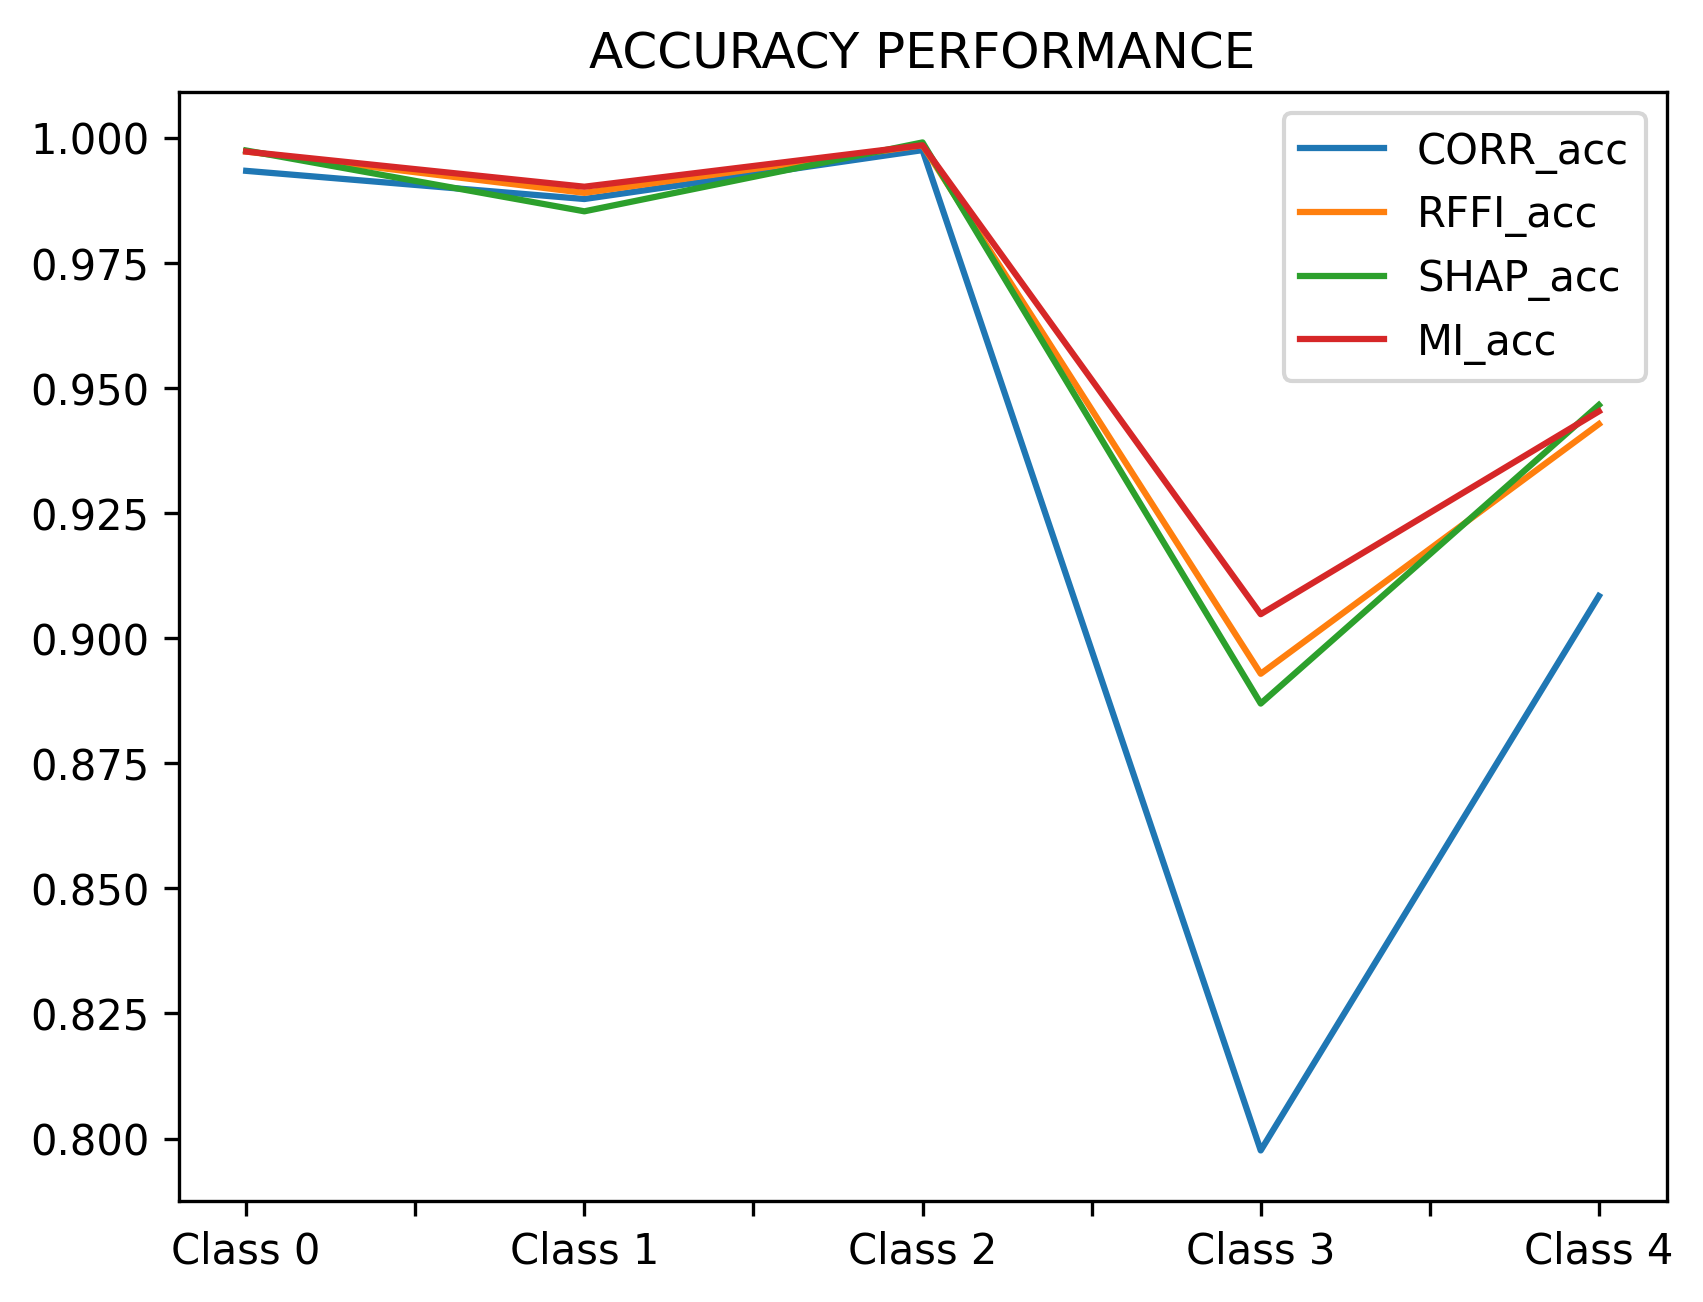 ACCURACY PERFORMANCE
1.000
0.975
0.950
0.925
0.900
0.875
0.850
0.825
0.800
CORR_acc
RFFI_acc
SHAP_acc
MI_acc
Class 0 Class 1 Class 2 Class 3 Class 4